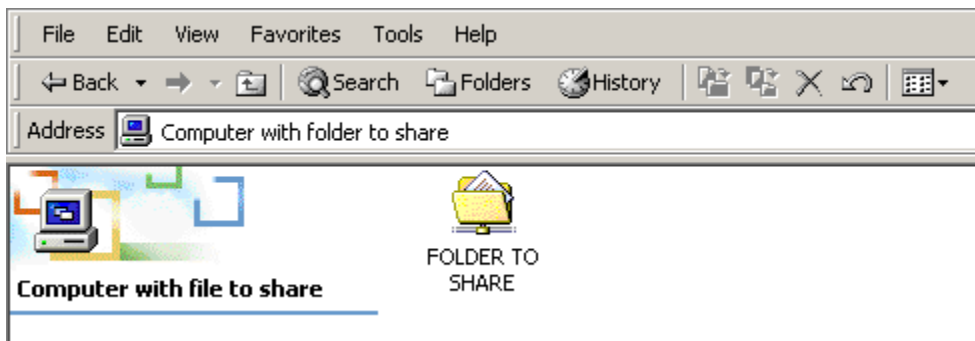 File Edit View Favorites Tools Help
Back Search Folders History
Address Computer with folder to share
FOLDER TO
SHARE
Computer with file to share